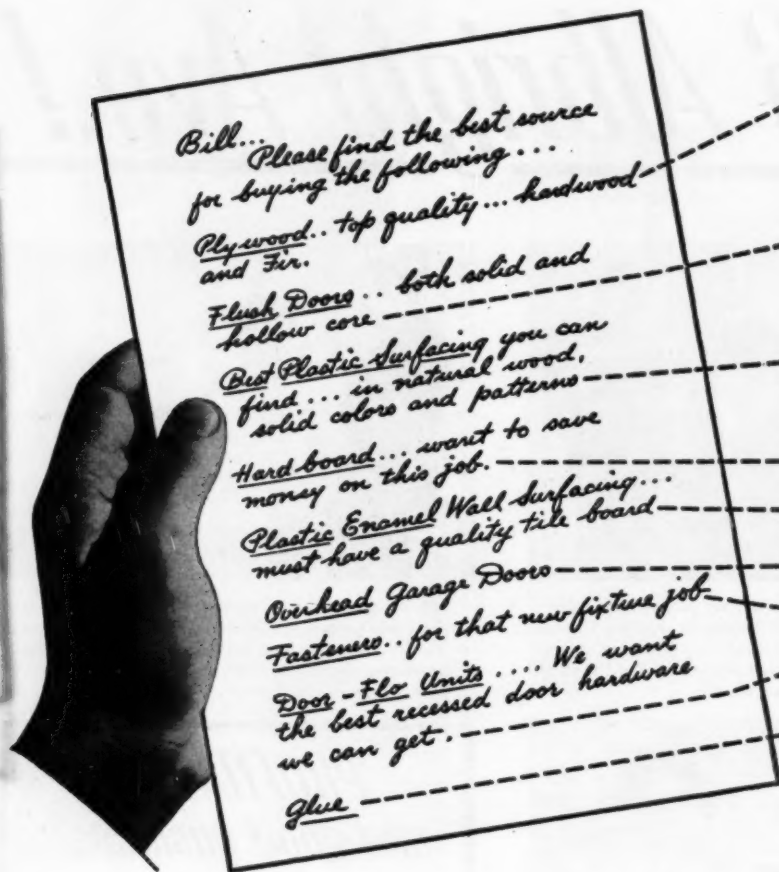 Bill...
Please find the best source
for buying the following...
Plywood.. top quality... hardwood
and Fir.
Flush Doors.. both solid and
hollow core
Best Plastic Surfacing you can
find... in natural wood,
solid colors and patterns
Hard board... want to save
money on this job.
Plastic Enamel Wall Surfacing...
must have a quality tile board
Overhead Garage Doors
Fasteners.. for that new fixture job
Door-Flo Units.... We want
the best recessed door hardware
we can get.
Glue